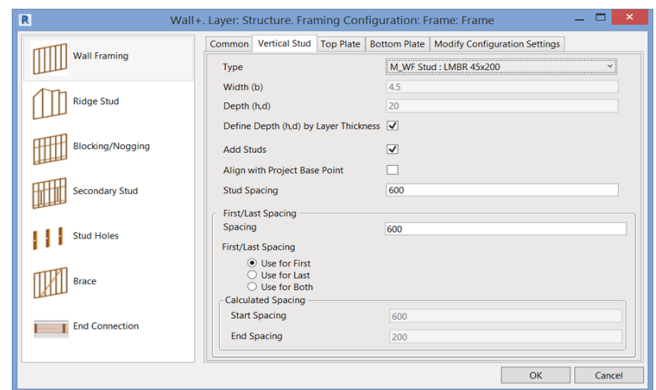 R
Wall+. Layer: Structure. Framing Configuration: Frame: Frame
Wall Framing
Ridge Stud
Blocking/Nogging
Secondary Stud
Stud Holes
Brace
End Connection
Common
Vertical Stud
Top Plate
Bottom Plate
Modify Configuration Settings
Type
M_WF Stud : LMBR 45x200
Width (b)
4.5
Depth (h,d)
20
Define Depth (h,d) by Layer Thickness
Add Studs
Align with Project Base Point
Stud Spacing
600
First/Last Spacing
Spacing
600
First/Last Spacing
Use for First
Use for Last
Use for Both
Calculated Spacing
Start Spacing
600
End Spacing
200
OK
Cancel